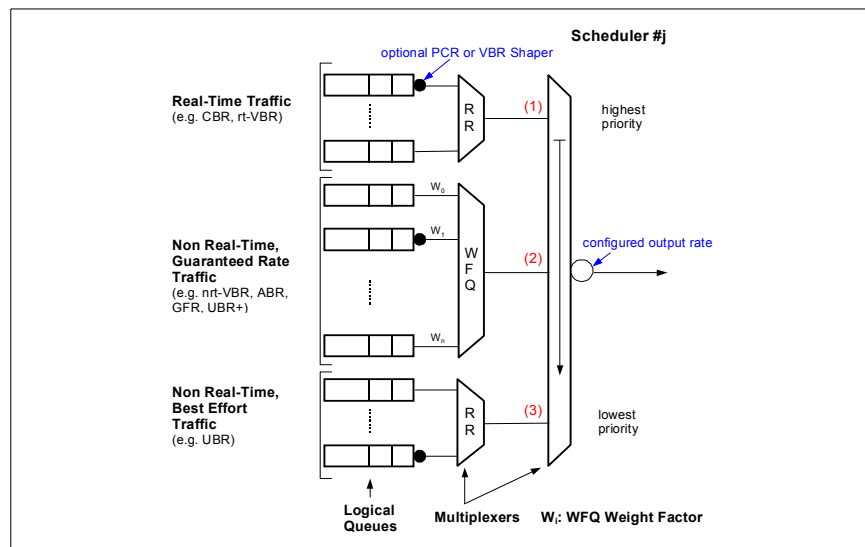 Scheduler #j
optional PCR or VBR Shaper
Real-Time Traffic
(e.g. CBR, rt-VBR)
R
R
(1)
highest
priority
W0
W1
Non Real-Time,
Guaranteed Rate
Traffic
(e.g. nrt-VBR, ABR,
GFR, UBR+)
W
F
Q
(2)
configured output rate
Wn
Non Real-Time,
Best Effort
Traffic
(e.g. UBR)
R
R
(3)
lowest
priority
Logical
Queues
Multiplexers
Wi: WFQ Weight Factor